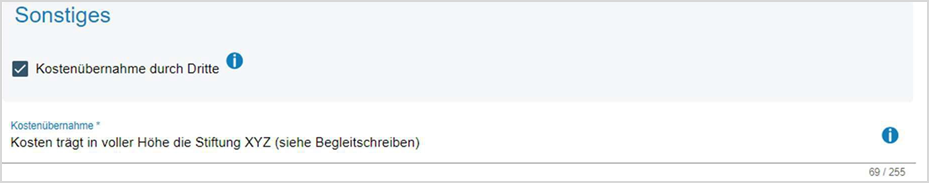 Sonstiges
Kostenübernahme durch Dritte
Kostenübernahme *
Kosten trägt in voller Höhe die Stiftung XYZ (siehe Begleitschreiben)
69 / 255